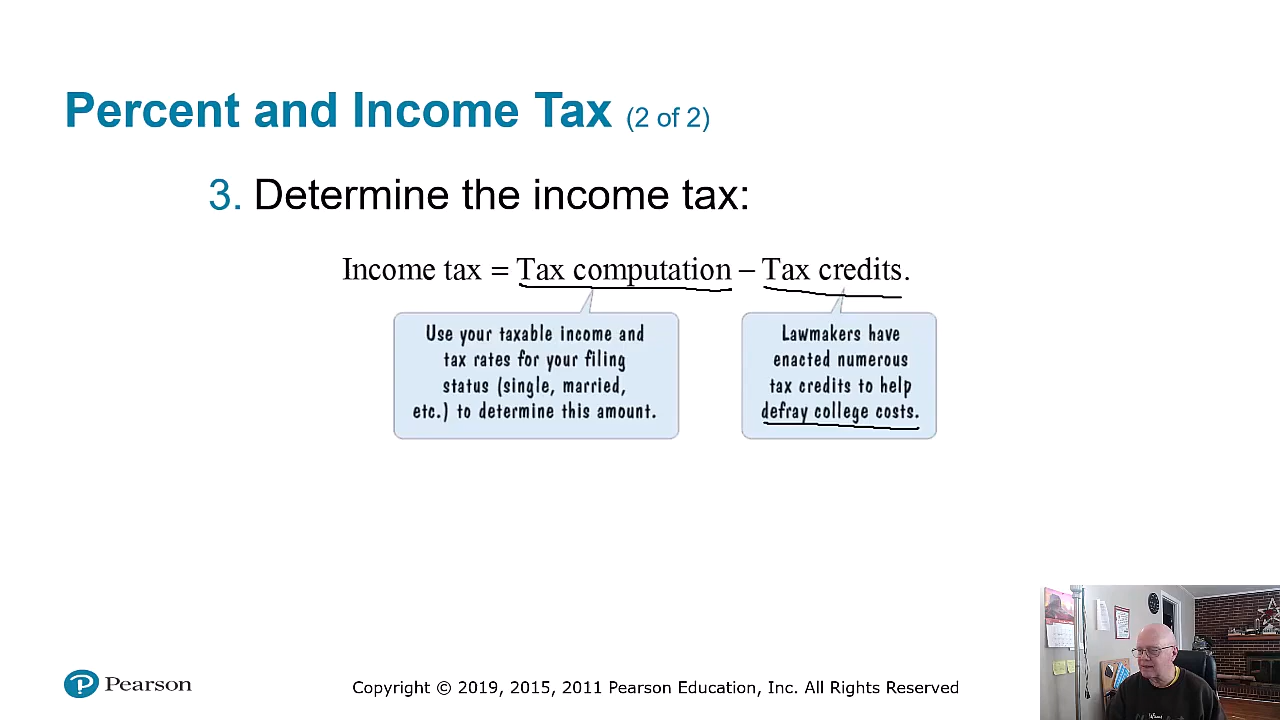 Percent and Income Tax (2 of 2)
3. Determine the income tax:
Income tax = Tax computation – Tax credits.
Use your taxable income and
tax rates for your filing
status (single, married,
etc.) to determine this amount.
Lawmakers have
enacted numerous
tax credits to help
defray college costs.
Pearson
Copyright © 2019, 2015, 2011 Pearson Education, Inc. All Rights Reserved